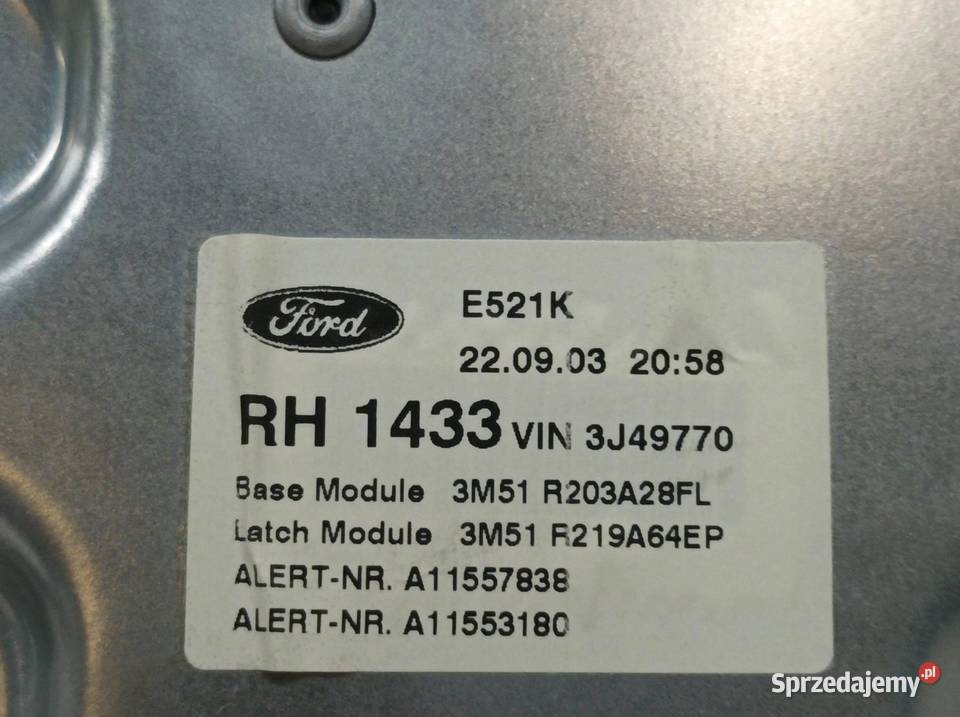 Ford
E521K
22.09.03 20:58
RH 1433 VIN 3J49770
Base Module 3M51 R203A28FL
Latch Module 3M51 R219A64EP
ALERT-NR. A11557838
ALERT-NR. A11553180
Sprzedajemy.pl